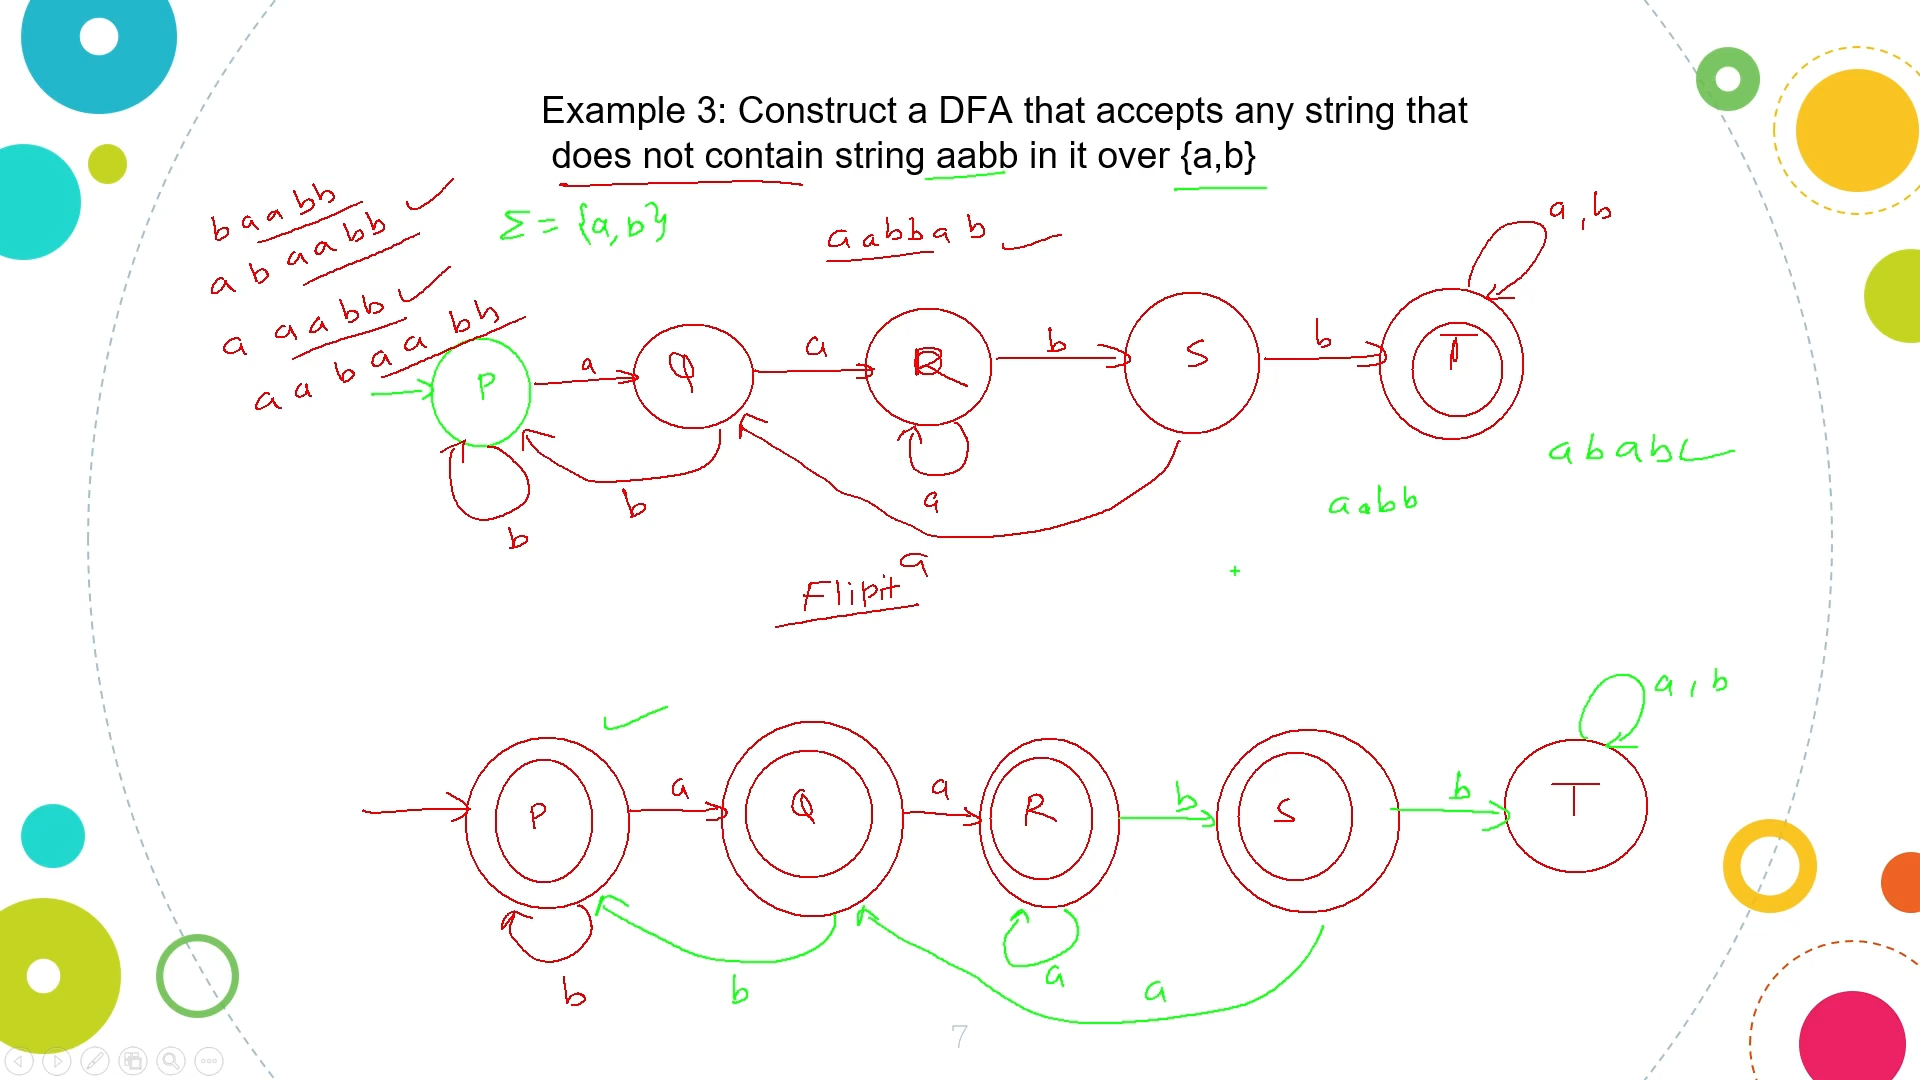 Example 3: Construct a DFA that accepts any string that
does not contain string aabb in it over {a,b}
baabb
abaabb
aaabb
aabaabb
Σ = {a,b}
aabbab
a,b
P
a
Q
a
R
b
S
b
T
b
b
a
a
ababb
aabb
Flip it
a,b
P
a
Q
a
R
b
S
b
T
b
b
a
a
7